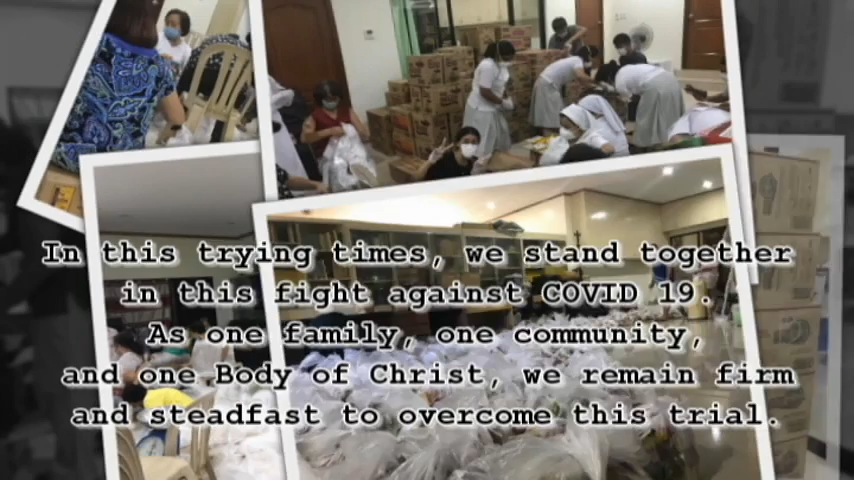 In this trying times, we stand together
in this fight against COVID 19.
As one family, one community,
and one Body of Christ, we remain firm
and steadfast to overcome this trial.